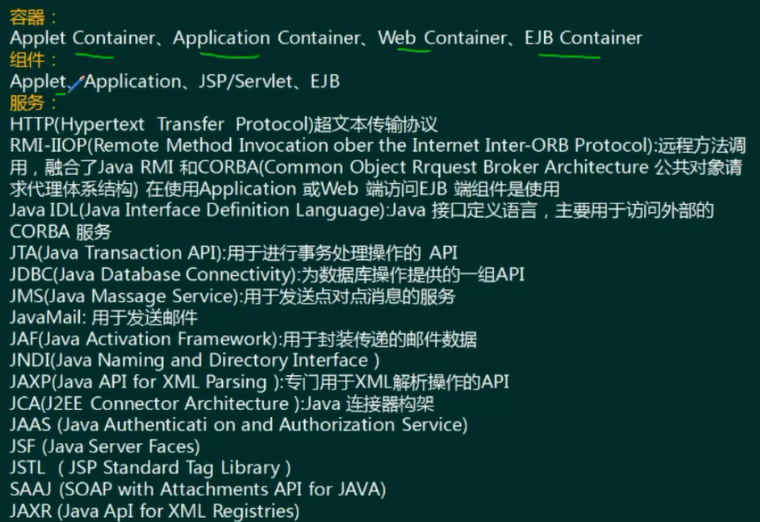 容器：
Applet Container、Application Container、Web Container、EJB Container
组件：
Applet、Application、JSP/Servlet、EJB
服务：
HTTP(Hypertext Transfer Protocol)超文本传输协议
RMI-IIOP(Remote Method Invocation ober the Internet Inter-ORB Protocol):远程方法调
用，融合了Java RMI 和CORBA(Common Object Rrquest Broker Architecture 公共对象请
求代理体系结构) 在使用Application 或Web 端访问EJB 端组件是使用
Java IDL(Java Interface Definition Language):Java 接口定义语言，主要用于访问外部的
CORBA 服务
JTA(Java Transaction API):用于进行事务处理操作的 API
JDBC(Java Database Connectivity):为数据库操作提供的一组API
JMS(Java Massage Service):用于发送点对点消息的服务
JavaMail: 用于发送邮件
JAF(Java Activation Framework):用于封装传递的邮件数据
JNDI(Java Naming and Directory Interface )
JAXP(Java API for XML Parsing ):专门用于XML解析操作的API
JCA(J2EE Connector Architecture ):Java 连接器构架
JAAS (Java Authenticati on and Authorization Service)
JSF (Java Server Faces)
JSTL ( JSP Standard Tag Library )
SAAJ (SOAP with Attachments API for JAVA)
JAXR (Java ApI for XML Registries)